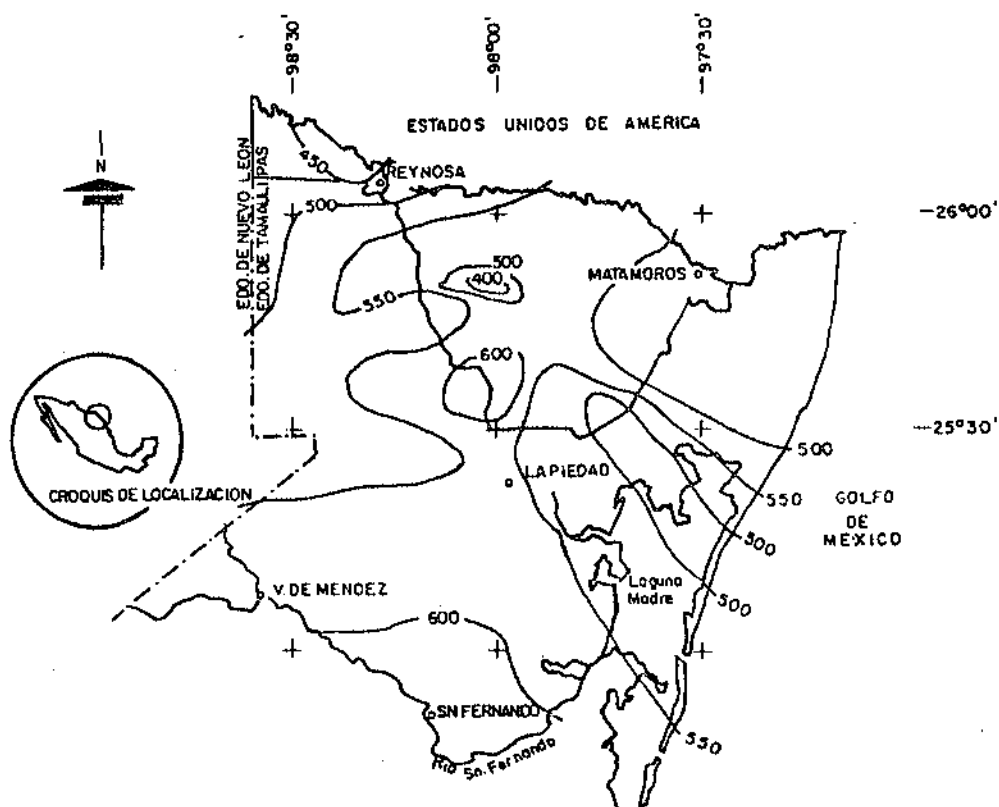 98°30'
98°00'
97°30'
ESTADOS UNIDOS DE AMERICA
N
EDO. DE NUEVO LEON
EDO. DE TAMAULIPAS
450
REYNOSA
500
26°00'
500
400
MATAMOROS
550
600
25°30'
500
LA PIEDAD
CROQUIS DE LOCALIZACION
550
GOLFO
DE
MEXICO
500
V. DE MENDEZ
Laguna
Madre
500
600
SN FERNANDO
Río Sn. Fernando
550